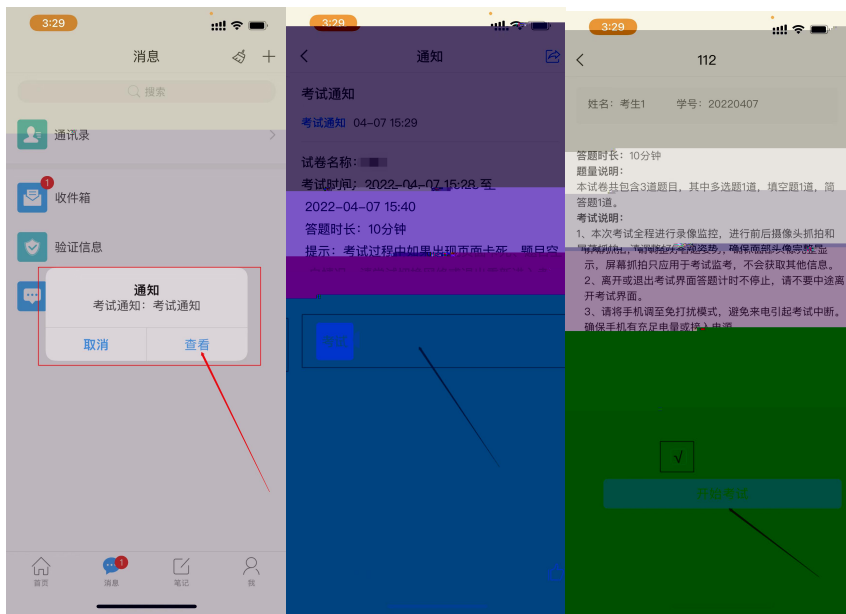 3:29
消息
搜索
通讯录
1
收件箱
验证信息
通知
考试通知：考试通知
取消
查看
首页
1
消息
笔记
我
3:29
通知
考试通知
考试通知 04-07 15:29
试卷名称：
考试时间：2022-04-07 15:28 至
2022-04-07 15:40
答题时长：10分钟
提示：考试过程中如果出现页面卡死、题目空
3:29
112
姓名：考生1 学号：20220407
答题时长：10分钟
题量说明：
本试卷共包含3道题目，其中多选题1道，填空题1道，简
答题1道。
考试说明：
1、本次考试全程进行录像监控，进行前后摄像头抓拍和
示，屏幕抓拍只应用于考试监考，不会获取其他信息。
2、离开或退出考试界面答题计时不停止，请不要中途离
开考试界面。
3、请将手机调至免打扰模式，避免来电引起考试中断。
确保手机有充足电量或接入电源
√
开始考试